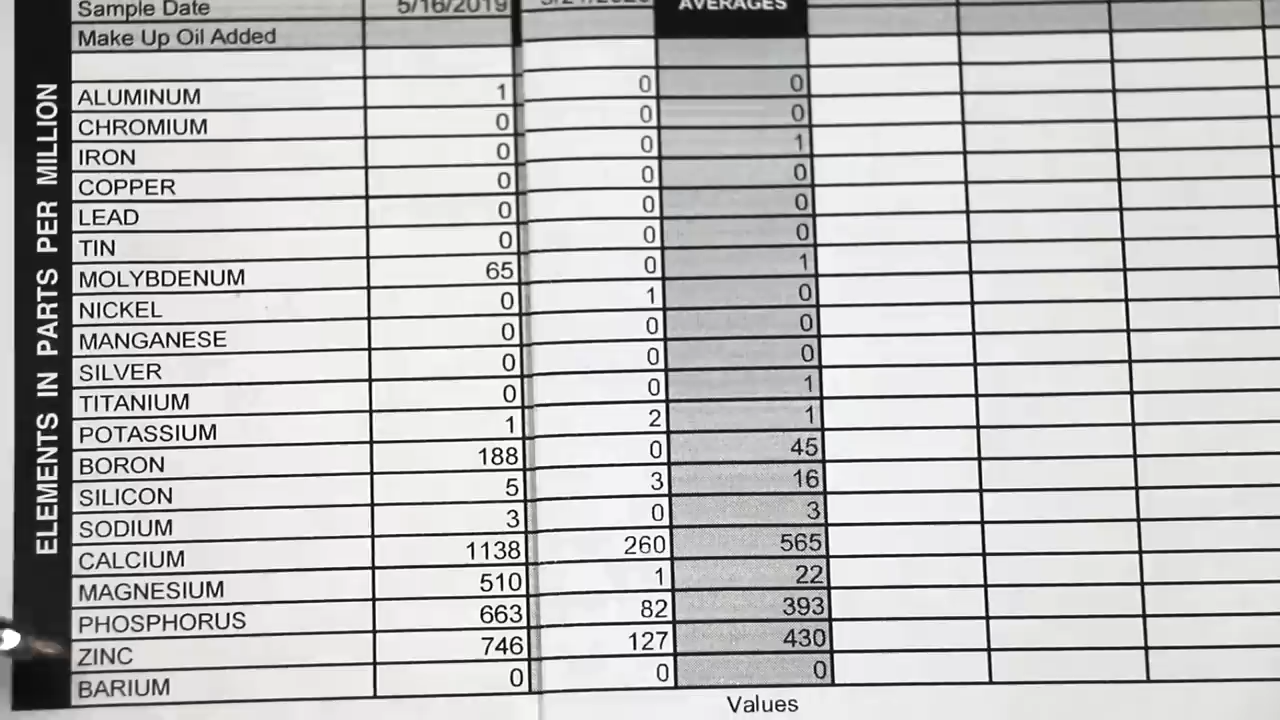 Sample Date 5/16/2019 AVERAGES
Make Up Oil Added
ELEMENTS IN PARTS PER MILLION
ALUMINUM 1 0 0
CHROMIUM 0 0 0
IRON 0 0 1
COPPER 0 0 0
LEAD 0 0 0
TIN 0 0 0
MOLYBDENUM 65 0 1
NICKEL 0 1 0
MANGANESE 0 0 0
SILVER 0 0 0
TITANIUM 0 0 1
POTASSIUM 1 2 1
BORON 188 0 45
SILICON 5 3 16
SODIUM 3 0 3
CALCIUM 1138 260 565
MAGNESIUM 510 1 22
PHOSPHORUS 663 82 393
ZINC 746 127 430
BARIUM 0 0 0
Values